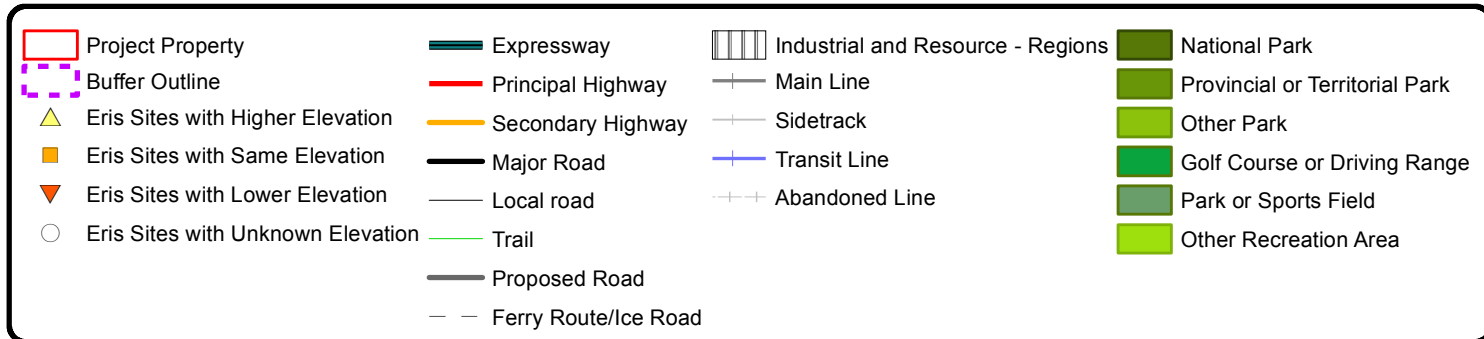 Project Property
Buffer Outline
Eris Sites with Higher Elevation
Eris Sites with Same Elevation
Eris Sites with Lower Elevation
Eris Sites with Unknown Elevation
Expressway
Principal Highway
Secondary Highway
Major Road
Local road
Trail
Proposed Road
Ferry Route/Ice Road
Industrial and Resource - Regions
Main Line
Sidetrack
Transit Line
Abandoned Line
National Park
Provincial or Territorial Park
Other Park
Golf Course or Driving Range
Park or Sports Field
Other Recreation Area